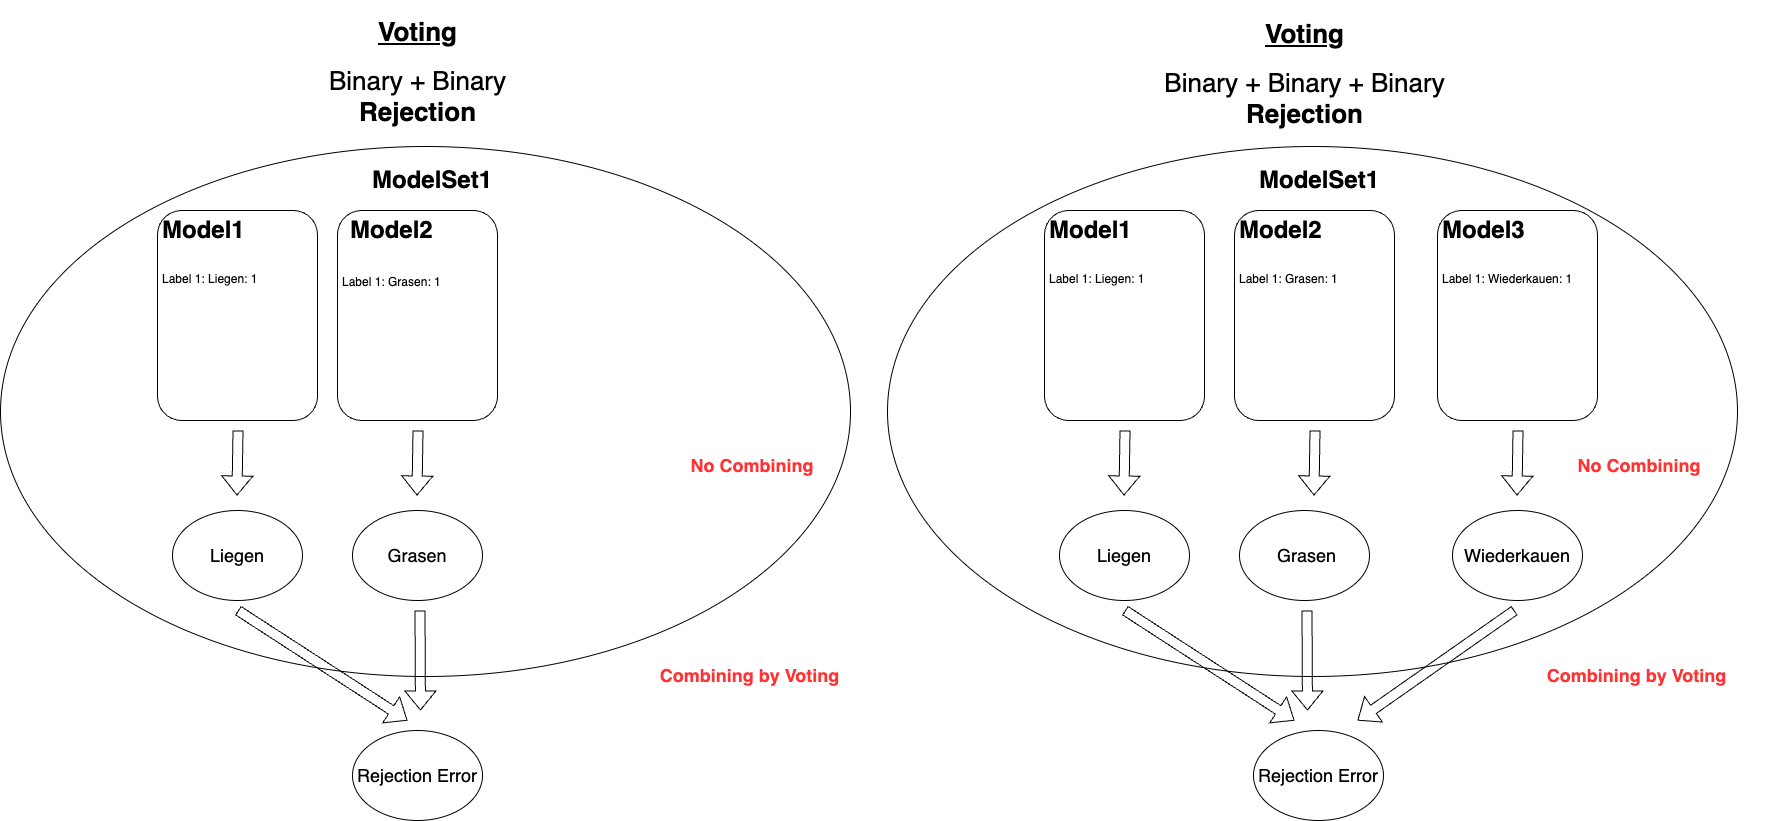 Voting
Binary + Binary
Rejection
ModelSet1
Model1
Label 1: Liegen: 1
Model2
Label 1: Grasen: 1
No Combining
Liegen
Grasen
Combining by Voting
Rejection Error
Voting
Binary + Binary + Binary
Rejection
ModelSet1
Model1
Label 1: Liegen: 1
Model2
Label 1: Grasen: 1
Model3
Label 1: Wiederkauen: 1
No Combining
Liegen
Grasen
Wiederkauen
Combining by Voting
Rejection Error